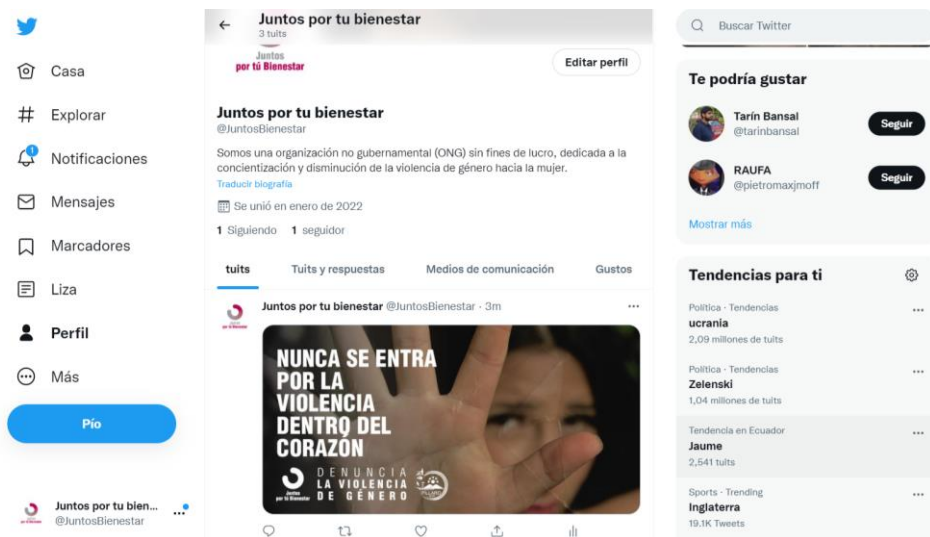 Casa
Explorar
Notificaciones
1
Mensajes
Marcadores
Liza
Perfil
Más
Pío
Juntos por tu bien...
@JuntosBienestar
Juntos por tu bienestar
3 tuits
Juntos
por tú Bienestar
Editar perfil
Juntos por tu bienestar
@JuntosBienestar
Somos una organización no gubernamental (ONG) sin fines de lucro, dedicada a la
concientización y disminución de la violencia de género hacia la mujer.
Traducir biografía
Se unió en enero de 2022
1 Siguiendo 1 seguidor
tuits Tuits y respuestas Medios de comunicación Gustos
Juntos por tu bienestar @JuntosBienestar · 3m
NUNCA SE ENTRA
POR LA
VIOLENCIA
DENTRO DEL
CORAZÓN
Juntos
por tú Bienestar
DENUNCIA
LA VIOLENCIA
DE GÉNERO
Buscar Twitter
Te podría gustar
Tarín Bansal
@tarinbansal
Seguir
RAUFA
@pietromaxjmoff
Seguir
Mostrar más
Tendencias para ti
Política · Tendencias
ucrania
2,09 millones de tuits
Política · Tendencias
Zelenski
1,04 millones de tuits
Tendencia en Ecuador
Jaume
2,541 tuits
Sports · Trending
Inglaterra
19.1K Tweets